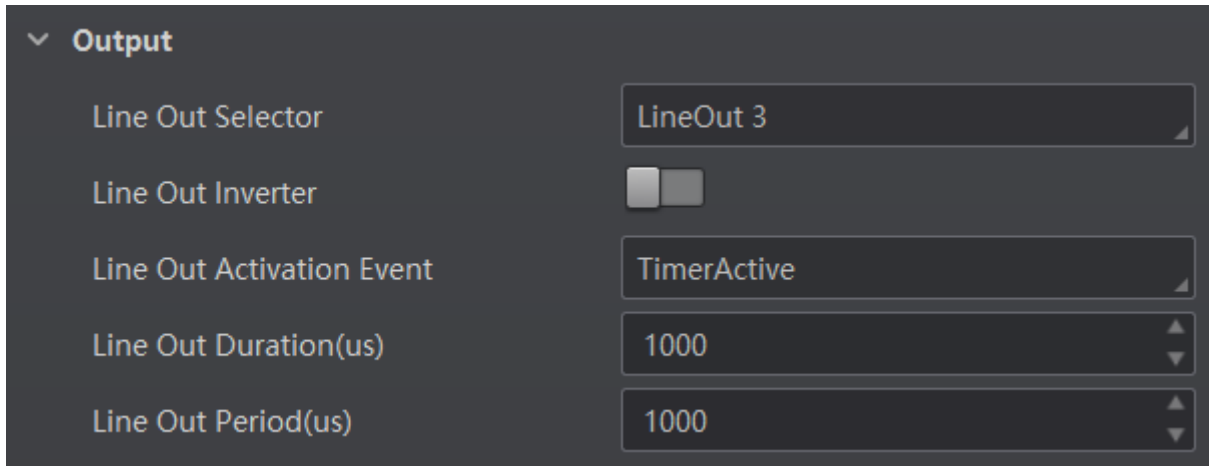 Output
Line Out Selector LineOut 3
Line Out Inverter
Line Out Activation Event TimerActive
Line Out Duration(us) 1000
Line Out Period(us) 1000